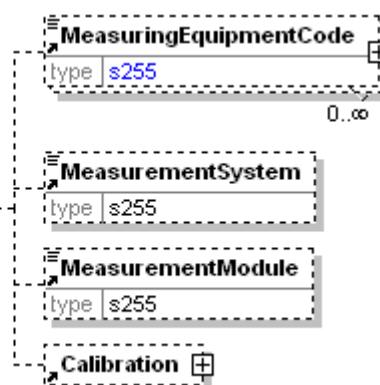 MeasuringEquipmentCode
type s255
0..∞
MeasurementSystem
type s255
MeasurementModule
type s255
Calibration